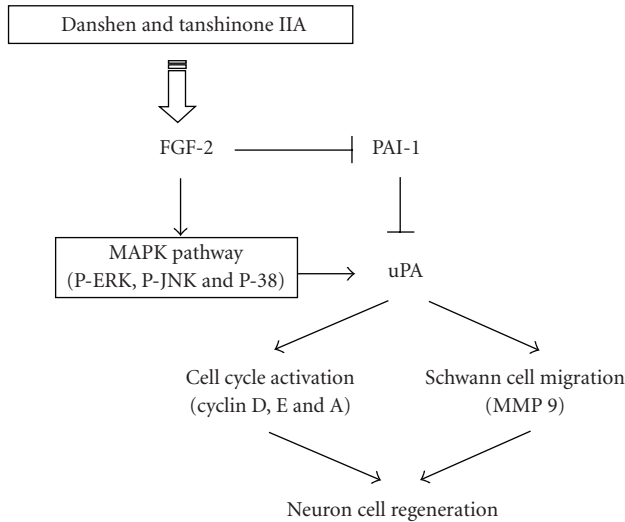 Danshen and tanshinone IIA
FGF-2
PAI-1
MAPK pathway
(P-ERK, P-JNK and P-38)
uPA
Cell cycle activation
(cyclin D, E and A)
Schwann cell migration
(MMP 9)
Neuron cell regeneration